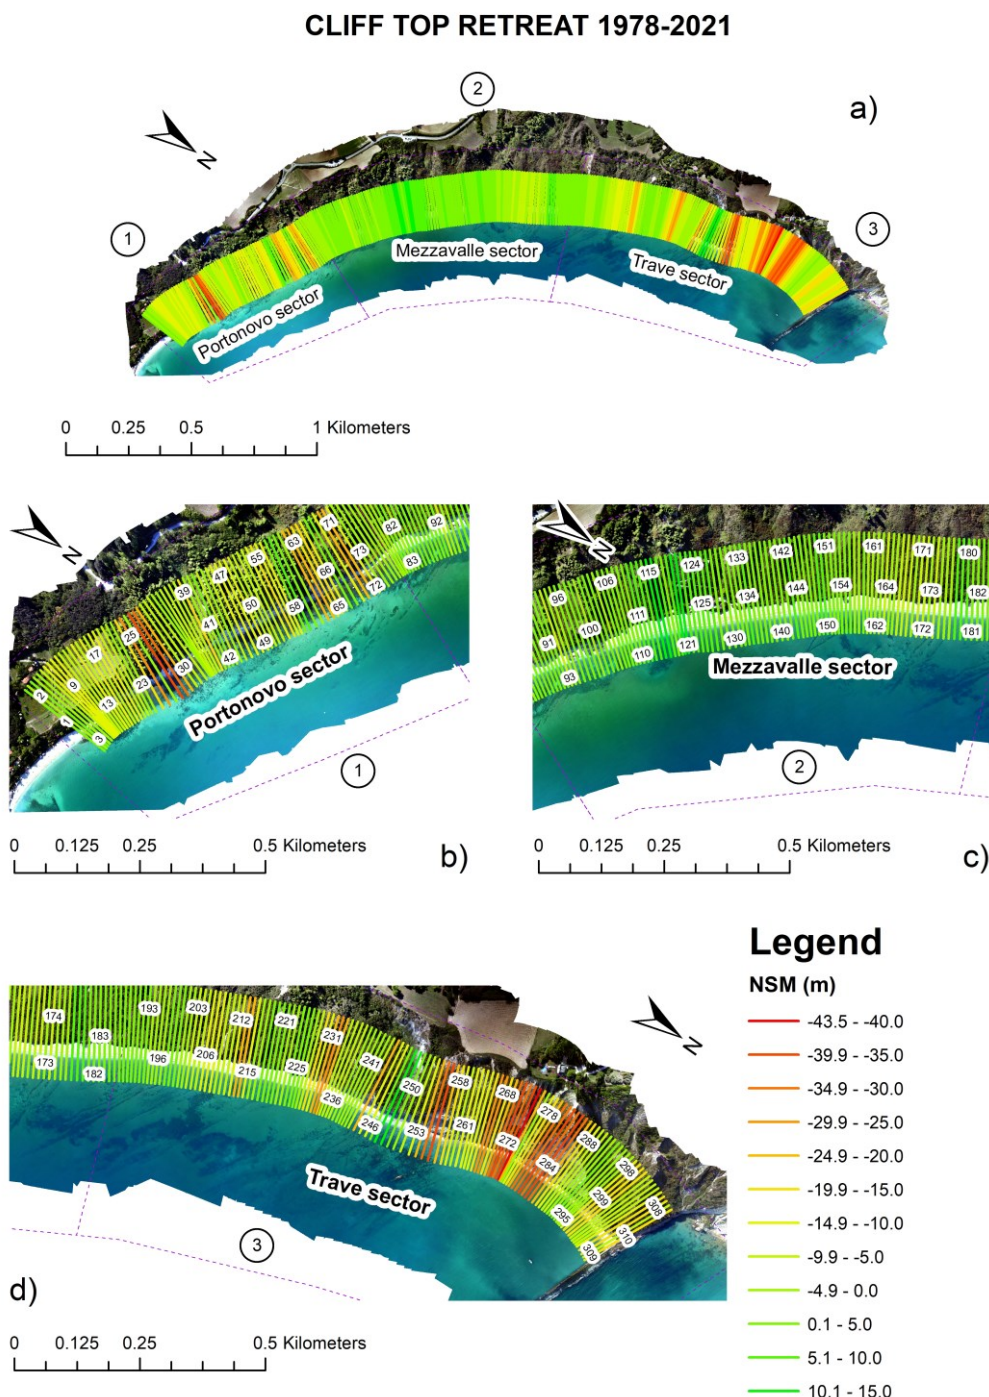 CLIFF TOP RETREAT 1978-2021
2
a)
N
1
3
Mezzavalle sector
Trave sector
Portonovo sector
0 0.25 0.5 1 Kilometers
N
71
82 92
63
55
73
47
66 83
39
72
50
25 58 65
41
17
49
30 42
9 23
2
13
1
3
Portonovo sector
1
0 0.125 0.25 0.5 Kilometers
b)
N
96 106 115 124 133 142 151 161 171 180
91 100 111 125 134 144 154 164 173 182
93 110 121 130 140 150 162 172 181
Mezzavalle sector
2
0 0.125 0.25 0.5 Kilometers
c)
174 183 193 203 212 221 231 241 250 258 268 278 288 298 308
173 182 196 206 215 225 236 246 253 261 272 284 295 299 309 310
N
Trave sector
3
d)
0 0.125 0.25 0.5 Kilometers
Legend
NSM (m)
-43.5 - -40.0
-39.9 - -35.0
-34.9 - -30.0
-29.9 - -25.0
-24.9 - -20.0
-19.9 - -15.0
-14.9 - -10.0
-9.9 - -5.0
-4.9 - 0.0
0.1 - 5.0
5.1 - 10.0
10.1 - 15.0